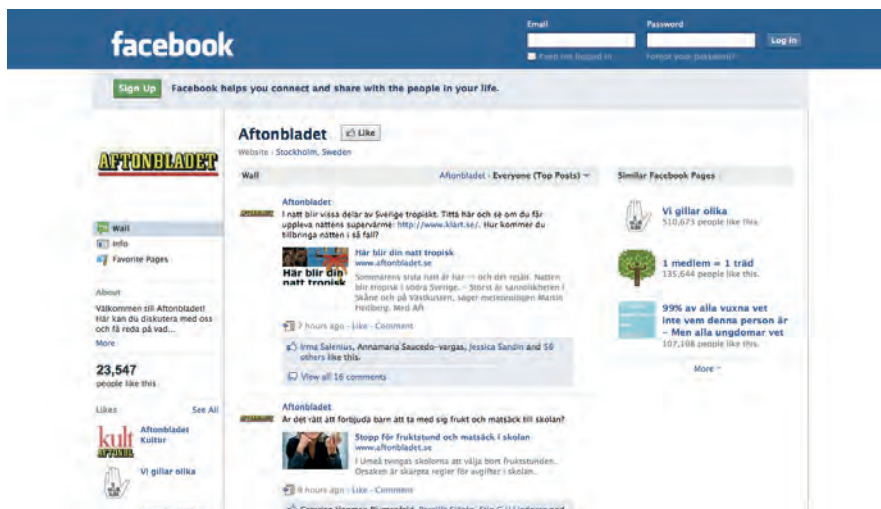 Email
Password
facebook
Log in
Keep me logged in
Forgot your password?
Sign Up
Facebook helps you connect and share with the people in your life.
AFTONBLADET
Wall
Info
Favorite Pages
About
Välkommen till Aftonbladet!
Här kan du diskutera med oss
och få reda på vad...
More
23,547
people like this
Likes
See All
kult
AFTONBL
Aftonbladet
Kultur
Vi gillar olika
Aftonbladet
Like
Website · Stockholm, Sweden
Wall
Aftonbladet · Everyone (Top Posts)
AFTONBLADET
Aftonbladet
I natt blir vissa delar av Sverige tropiskt. Titta här och se om du får
uppleva nattens supervärme: http://www.klart.se/. Hur kommer du
tillbringa natten i så fall?
Här blir din
natt tropisk
Här blir din natt tropisk
www.aftonbladet.se
Sommarens sista natt är här — och det rejält. Natten
blir tropisk i södra Sverige. – Störst är sannolikheten i
Skåne och på Västkusten, säger meteorologen Martin
Hedberg. Med Aft
7 hours ago · Like · Comment
Irma Salenius, Annamaria Saucedo-vargas, Jessica Sandin and 56
others like this.
View all 16 comments
AFTONBLADET
Aftonbladet
Är det rätt att förbjuda barn att ta med sig frukt och matsäck till skolan?
Stopp för fruktstund och matsäck i skolan
www.aftonbladet.se
I Umeå tvingas skolorna att välja bort fruktstunden.
Orsaken är skärpta regler för avgifter i skolan..
9 hours ago · Like · Comment
Similar Facebook Pages
Vi gillar olika
510,673 people like this.
1 medlem = 1 träd
135,644 people like this.
99% av alla vuxna vet
inte vem denna person är
– Men alla ungdomar vet
107,108 people like this.
More